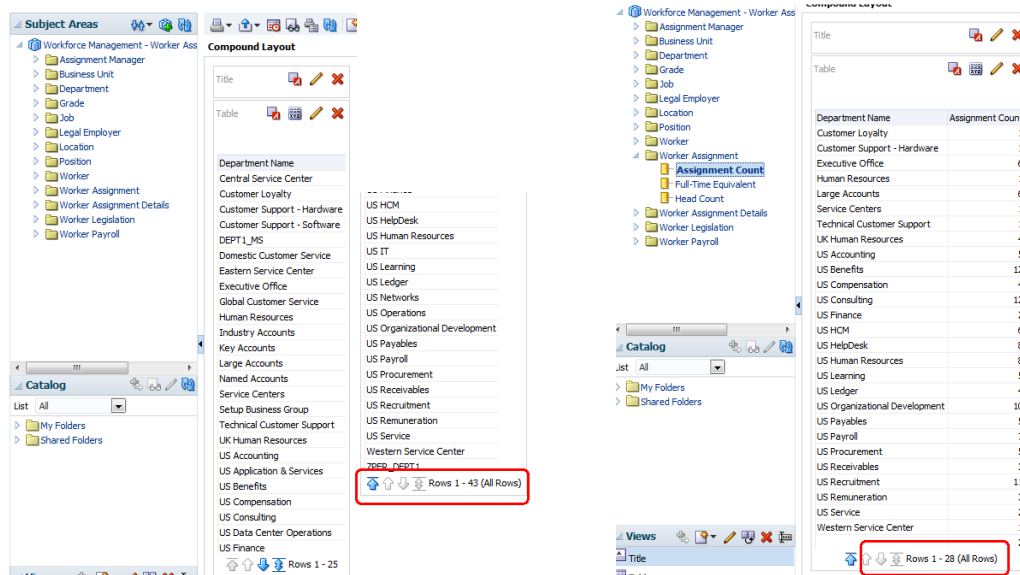 Subject Areas
Workforce Management - Worker Ass
Assignment Manager
Business Unit
Department
Grade
Job
Legal Employer
Location
Position
Worker
Worker Assignment
Worker Assignment Details
Worker Legislation
Worker Payroll
Catalog
List All
My Folders
Shared Folders
Compound Layout
Title
Table
Department Name
Central Service Center
Customer Loyalty
Customer Support - Hardware
Customer Support - Software
DEPT1_MS
Domestic Customer Service
Eastern Service Center
Executive Office
Global Customer Service
Human Resources
Industry Accounts
Key Accounts
Large Accounts
Named Accounts
Service Centers
Setup Business Group
Technical Customer Support
UK Human Resources
US Accounting
US Application & Services
US Benefits
US Compensation
US Consulting
US Data Center Operations
US Finance
Rows 1 - 25
US HCM
US HelpDesk
US Human Resources
US IT
US Learning
US Ledger
US Networks
US Operations
US Organizational Development
US Payables
US Payroll
US Procurement
US Receivables
US Recruitment
US Remuneration
US Service
Western Service Center
ZPER_DEPT1
Rows 1 - 43 (All Rows)
Workforce Management - Worker Ass
Assignment Manager
Business Unit
Department
Grade
Job
Legal Employer
Location
Position
Worker
Worker Assignment
Assignment Count
Full-Time Equivalent
Head Count
Worker Assignment Details
Worker Legislation
Worker Payroll
Catalog
List All
My Folders
Shared Folders
Views
Title
Compound Layout
Title
Table
Department Name Assignment Coun
Customer Loyalty
Customer Support - Hardware
Executive Office
Human Resources
Large Accounts
Service Centers
Technical Customer Support
UK Human Resources
US Accounting
US Benefits
US Compensation
US Consulting
US Finance
US HCM
US HelpDesk
US Human Resources
US Learning
US Ledger
US Organizational Development
US Payables
US Payroll
US Procurement
US Receivables
US Recruitment
US Remuneration
US Service
Western Service Center
Rows 1 - 28 (All Rows)